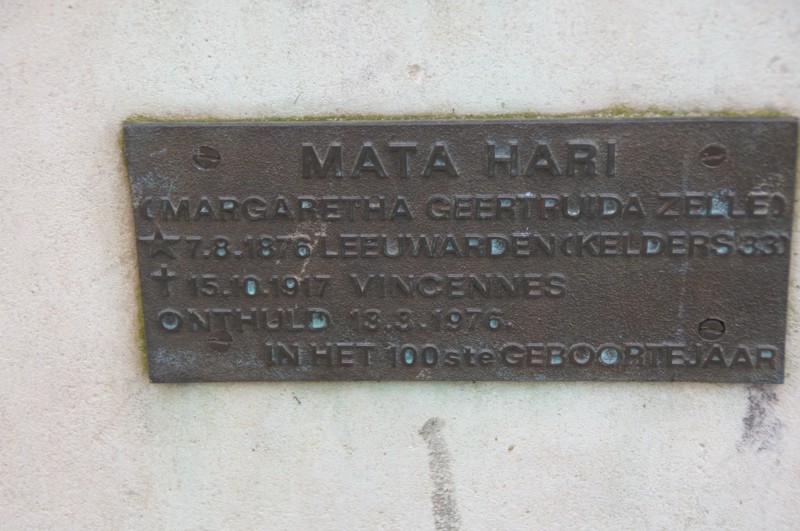 MATA HARI
(MARGARETHA GEERTRUIDA ZELLE)
★ 7.8.1876 LEEUWARDEN (KELDERS 33)
✝ 15.10.1917 VINCENNES
ONTHULD 13.3.1976.
IN HET 100ste GEBOORTEJAAR